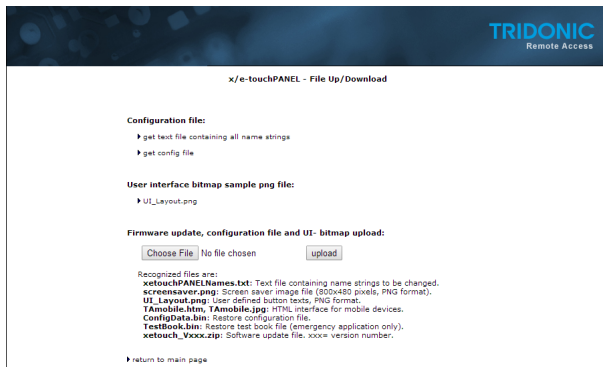 TRIDONIC
Remote Access
x/e-touchPANEL - File Up/Download
Configuration file:
get text file containing all name strings
get config file
User interface bitmap sample png file:
UI_Layout.png
Firmware update, configuration file and UI- bitmap upload:
Choose File No file chosen upload
Recognized files are:
xetouchPANELNames.txt: Text file containing name strings to be changed.
screensaver.png: Screen saver image file (800x480 pixels, PNG format).
UI_Layout.png: User defined button texts, PNG format.
TAmobile.htm, TAmobile.jpg: HTML interface for mobile devices.
ConfigData.bin: Restore configuration file.
TestBook.bin: Restore test book file (emergency application only).
xetouch_Vxxx.zip: Software update file. xxx= version number.
return to main page